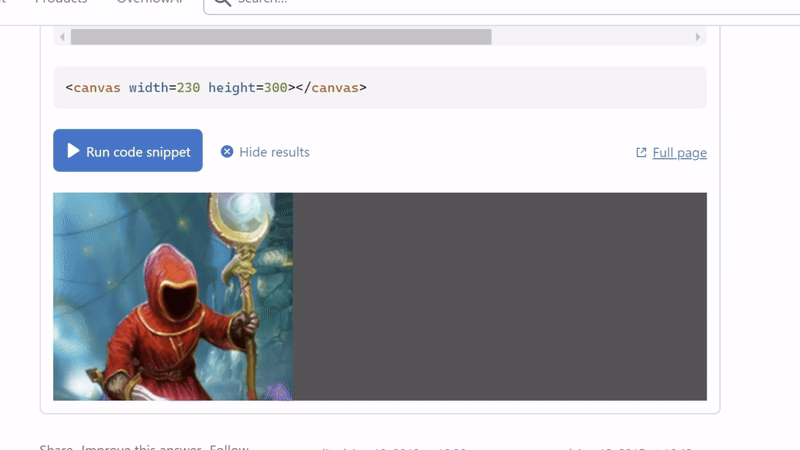 Products
OverflowAI
Search...
<canvas width=230 height=300></canvas>
Run code snippet
Hide results
Full page
Share Improve this answer Follow